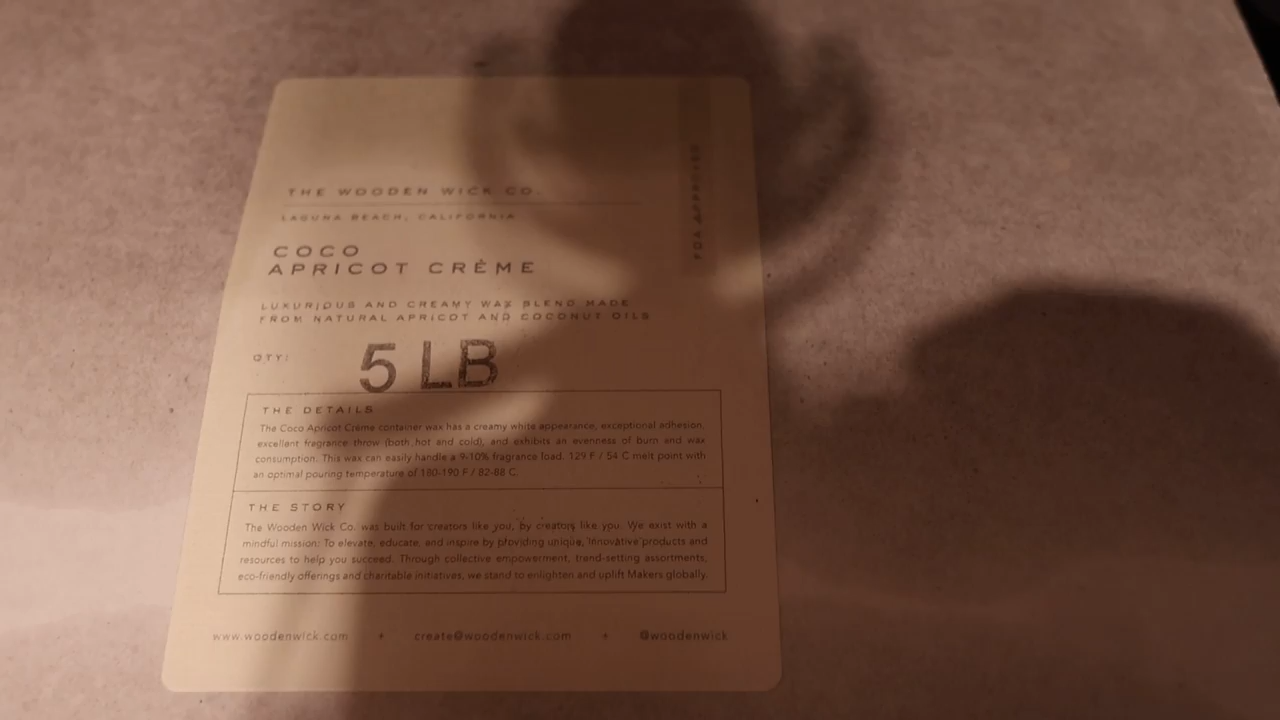 THE WOODEN WICK CO.
LAGUNA BEACH, CALIFORNIA
FDA APPROVED
COCO
APRICOT CRÈME
LUXURIOUS AND CREAMY WAX BLEND MADE
FROM NATURAL APRICOT AND COCONUT OILS
QTY: 5 LB
THE DETAILS
The Coco Apricot Crème container wax has a creamy white appearance, exceptional adhesion,
excellent fragrance throw (both hot and cold), and exhibits an evenness of burn and wax
consumption. This wax can easily handle a 9-10% fragrance load. 129 F / 54 C melt point with
an optimal pouring temperature of 180-190 F / 82-88 C.
THE STORY
The Wooden Wick Co. was built for creators like you, by creators like you. We exist with a
mindful mission: To elevate, educate, and inspire by providing unique, innovative products and
resources to help you succeed. Through collective empowerment, trend-setting assortments,
eco-friendly offerings and charitable initiatives, we stand to enlighten and uplift Makers globally.
www.woodenwick.com + create@woodenwick.com + @woodenwick